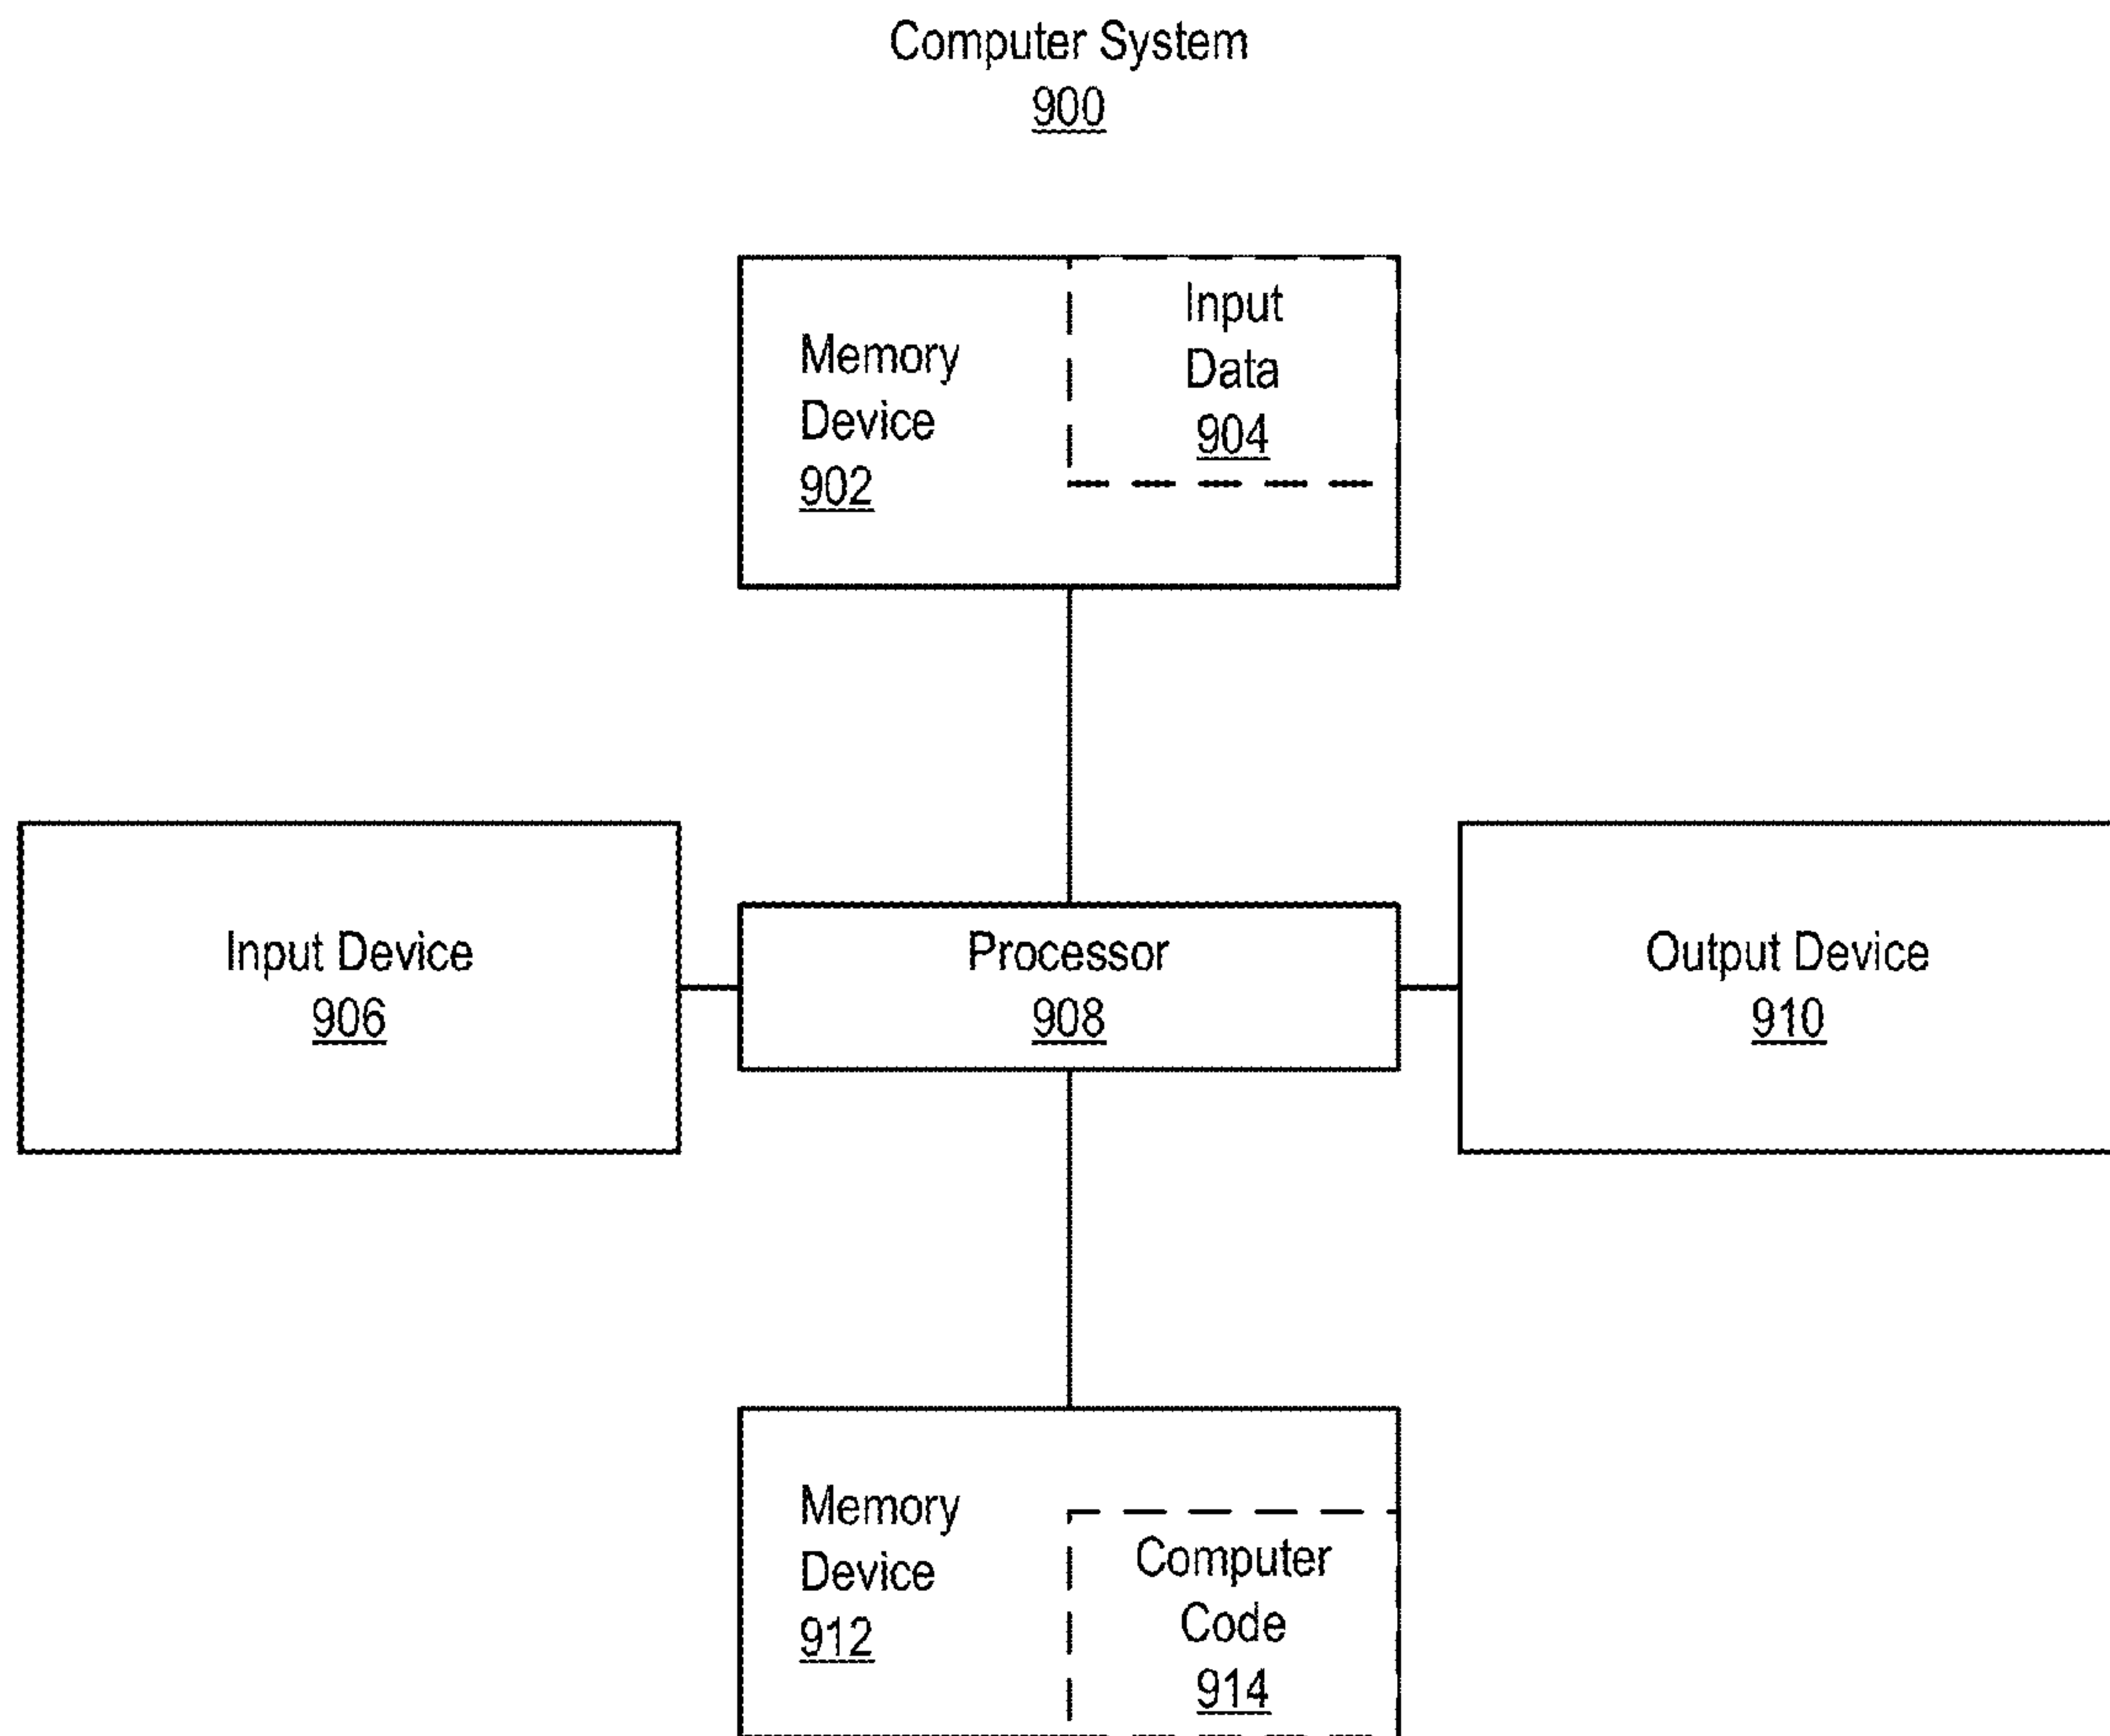 Computer System
900
Memory
Device
902
Input
Data
904
Input Device
906
Processor
908
Output Device
910
Memory
Device
912
Computer
Code
914